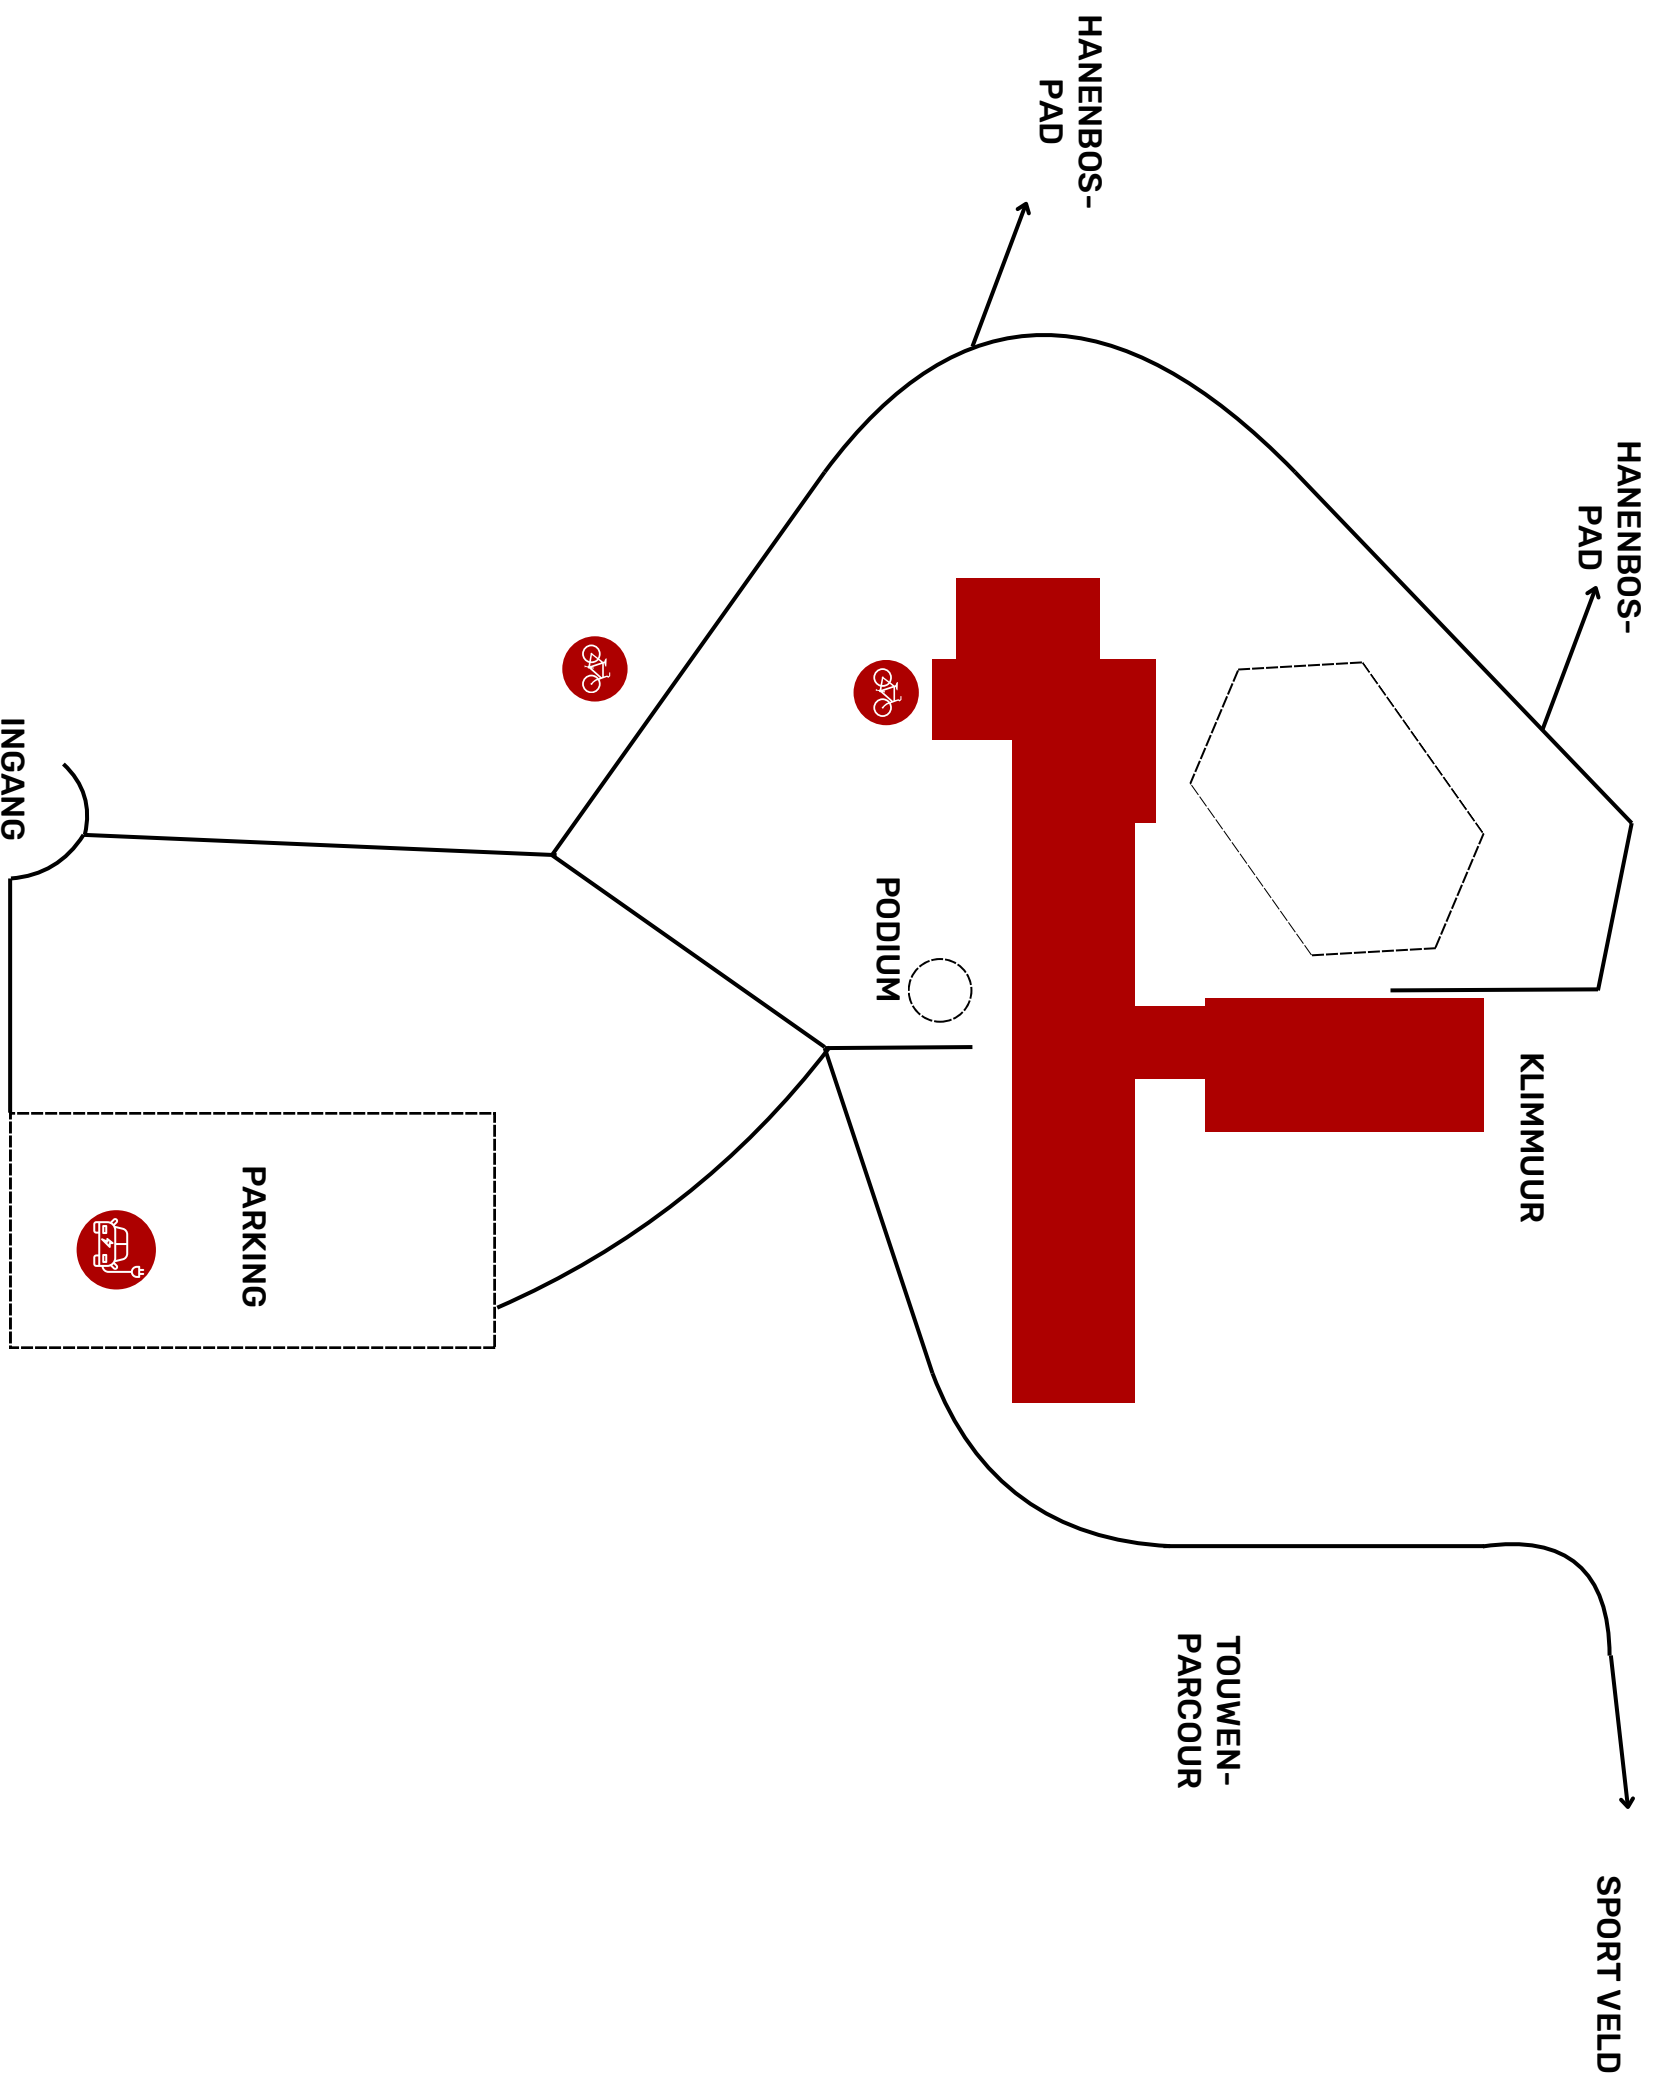 HANENBOS-
PAD
HANENBOS-
PAD
KLIMMUUR
SPORT VELD
TOUWEN-
PARCOUR
PODIUM
PARKING
INGANG